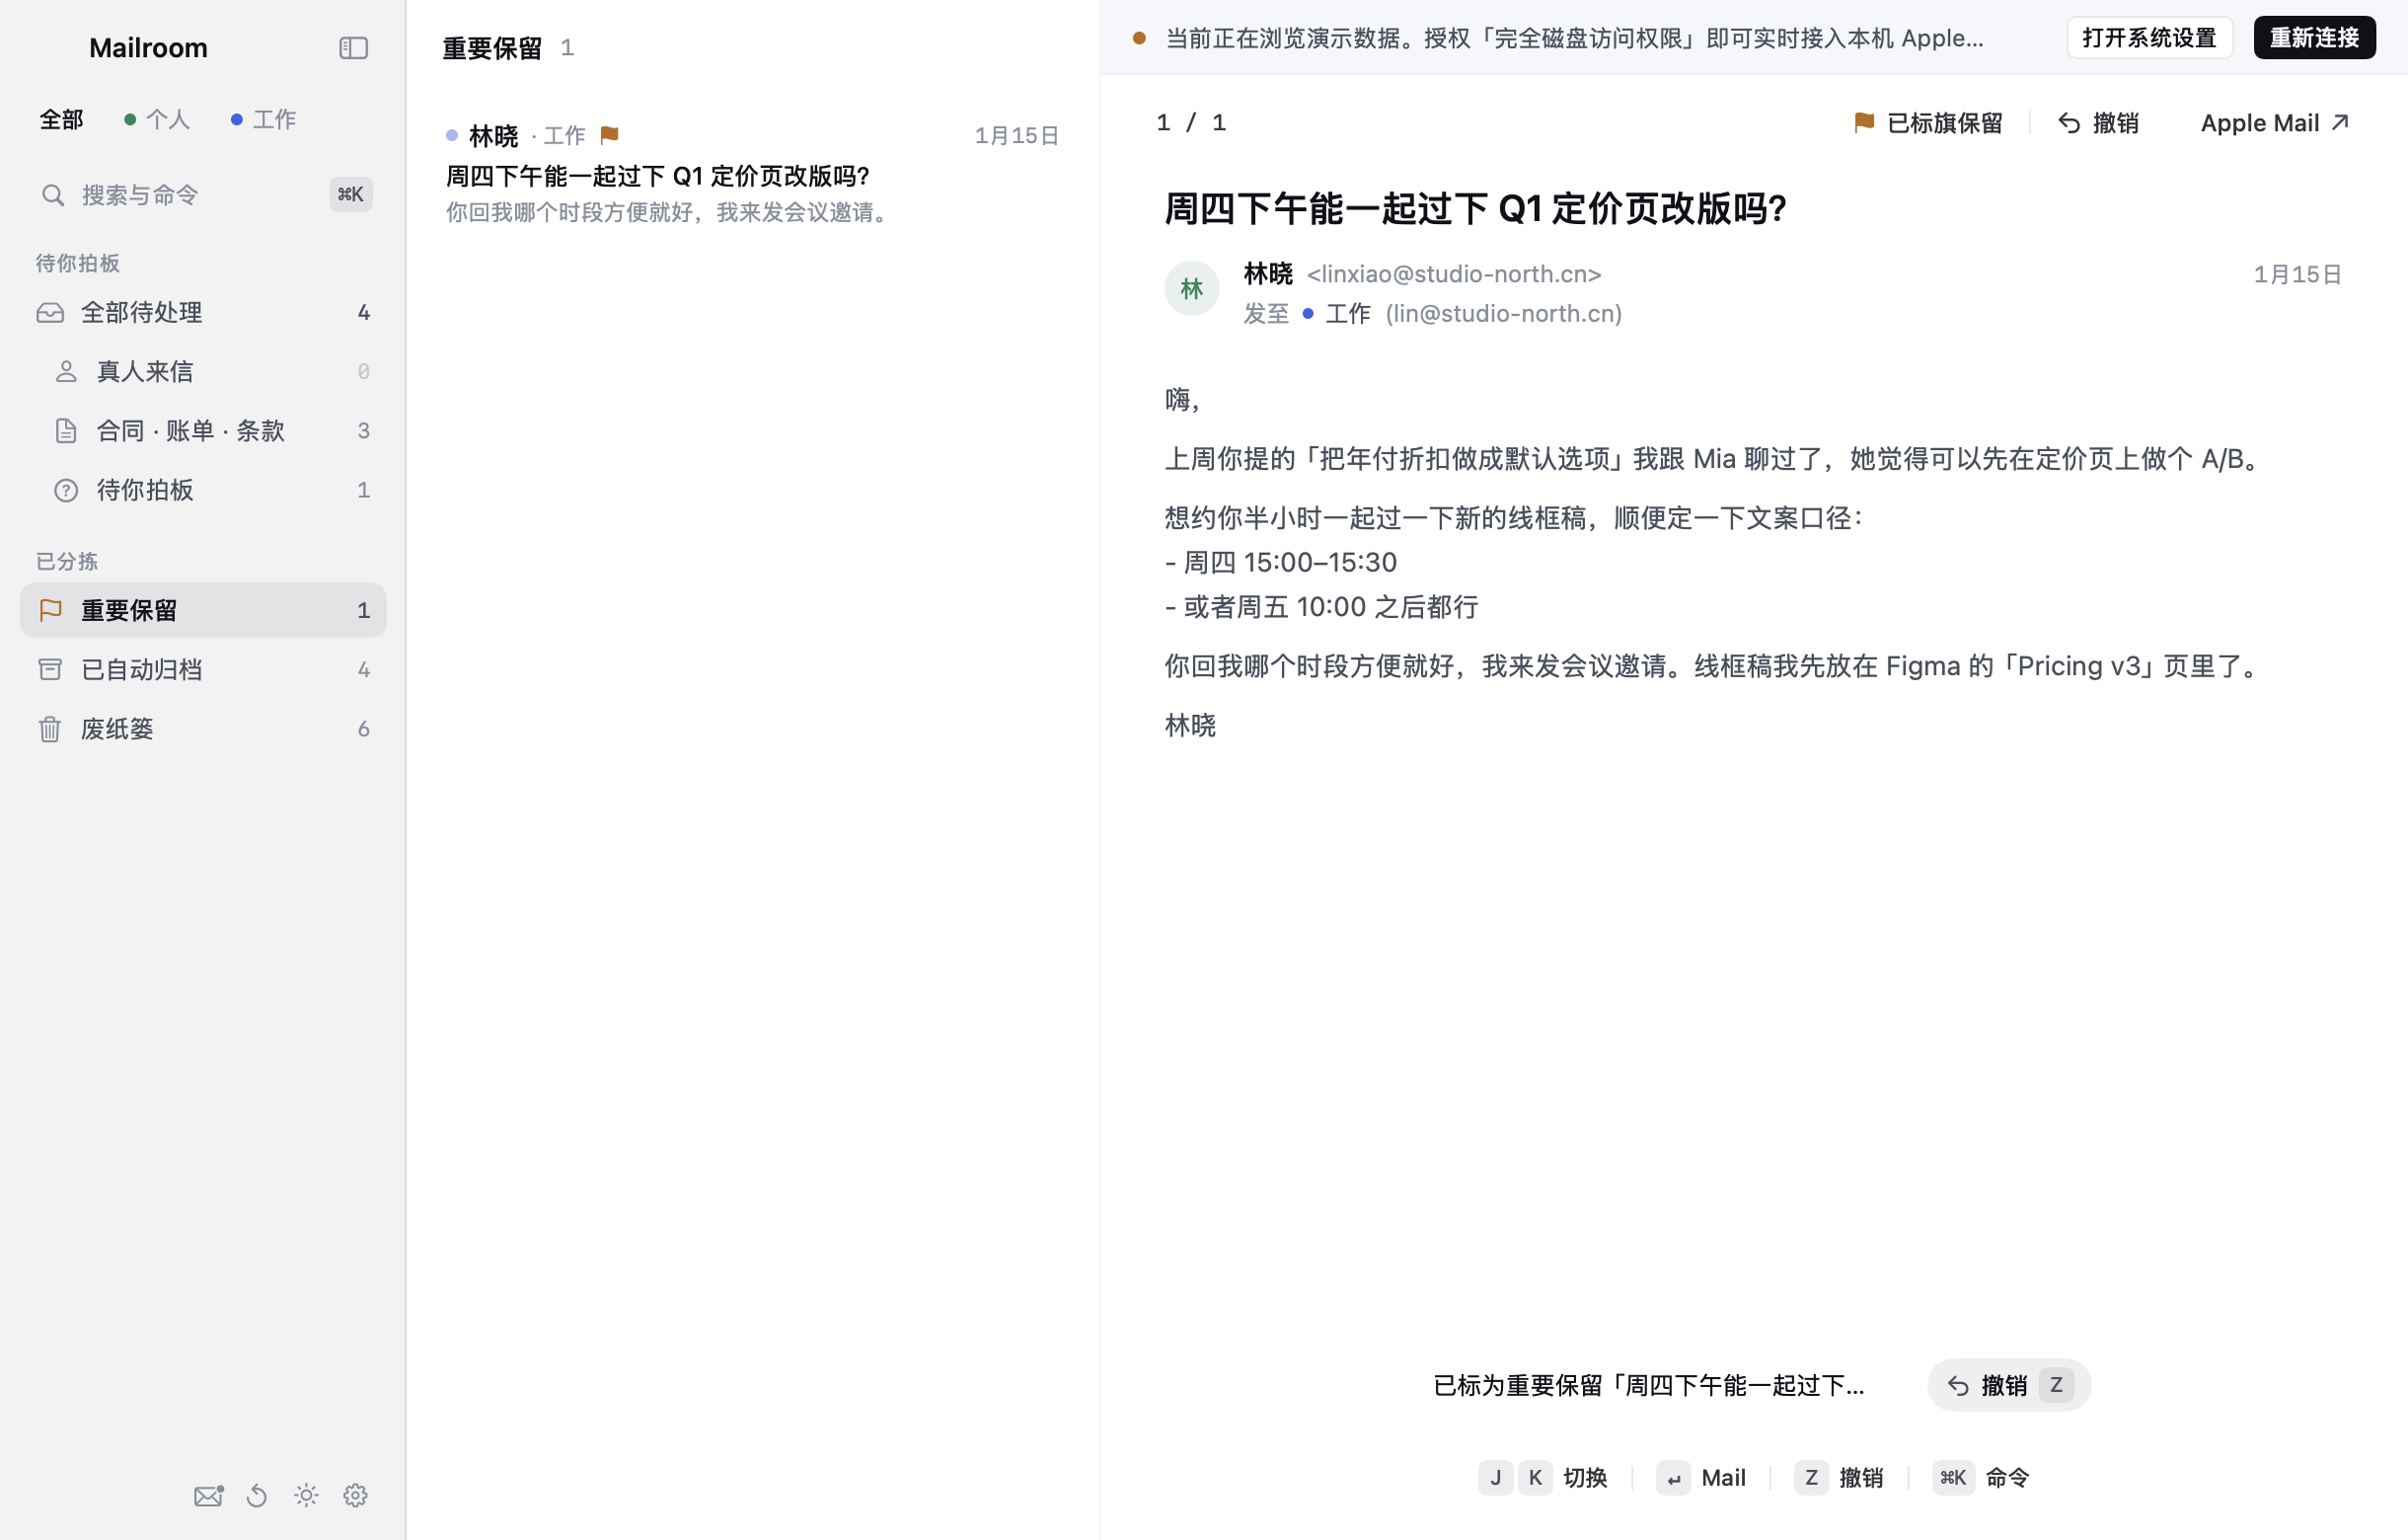 Mailroom
全部 个人 工作
搜索与命令 ⌘K
待你拍板
全部待处理 4
真人来信 0
合同 · 账单 · 条款 3
待你拍板 1
已分拣
重要保留 1
已自动归档 4
废纸篓 6
重要保留 1
林晓 · 工作 1月15日
周四下午能一起过下 Q1 定价页改版吗?
你回我哪个时段方便就好，我来发会议邀请。
当前正在浏览演示数据。授权「完全磁盘访问权限」即可实时接入本机 Apple... 打开系统设置 重新连接
1 / 1 已标旗保留 撤销 Apple Mail ↗
周四下午能一起过下 Q1 定价页改版吗?
林
林晓 <linxiao@studio-north.cn> 1月15日
发至 工作 (lin@studio-north.cn)
嗨，
上周你提的「把年付折扣做成默认选项」我跟 Mia 聊过了，她觉得可以先在定价页上做个 A/B。
想约你半小时一起过一下新的线框稿，顺便定一下文案口径：
- 周四 15:00–15:30
- 或者周五 10:00 之后都行
你回我哪个时段方便就好，我来发会议邀请。线框稿我先放在 Figma 的「Pricing v3」页里了。
林晓
已标为重要保留「周四下午能一起过下... 撤销 Z
J K 切换 ↵ Mail Z 撤销 ⌘K 命令